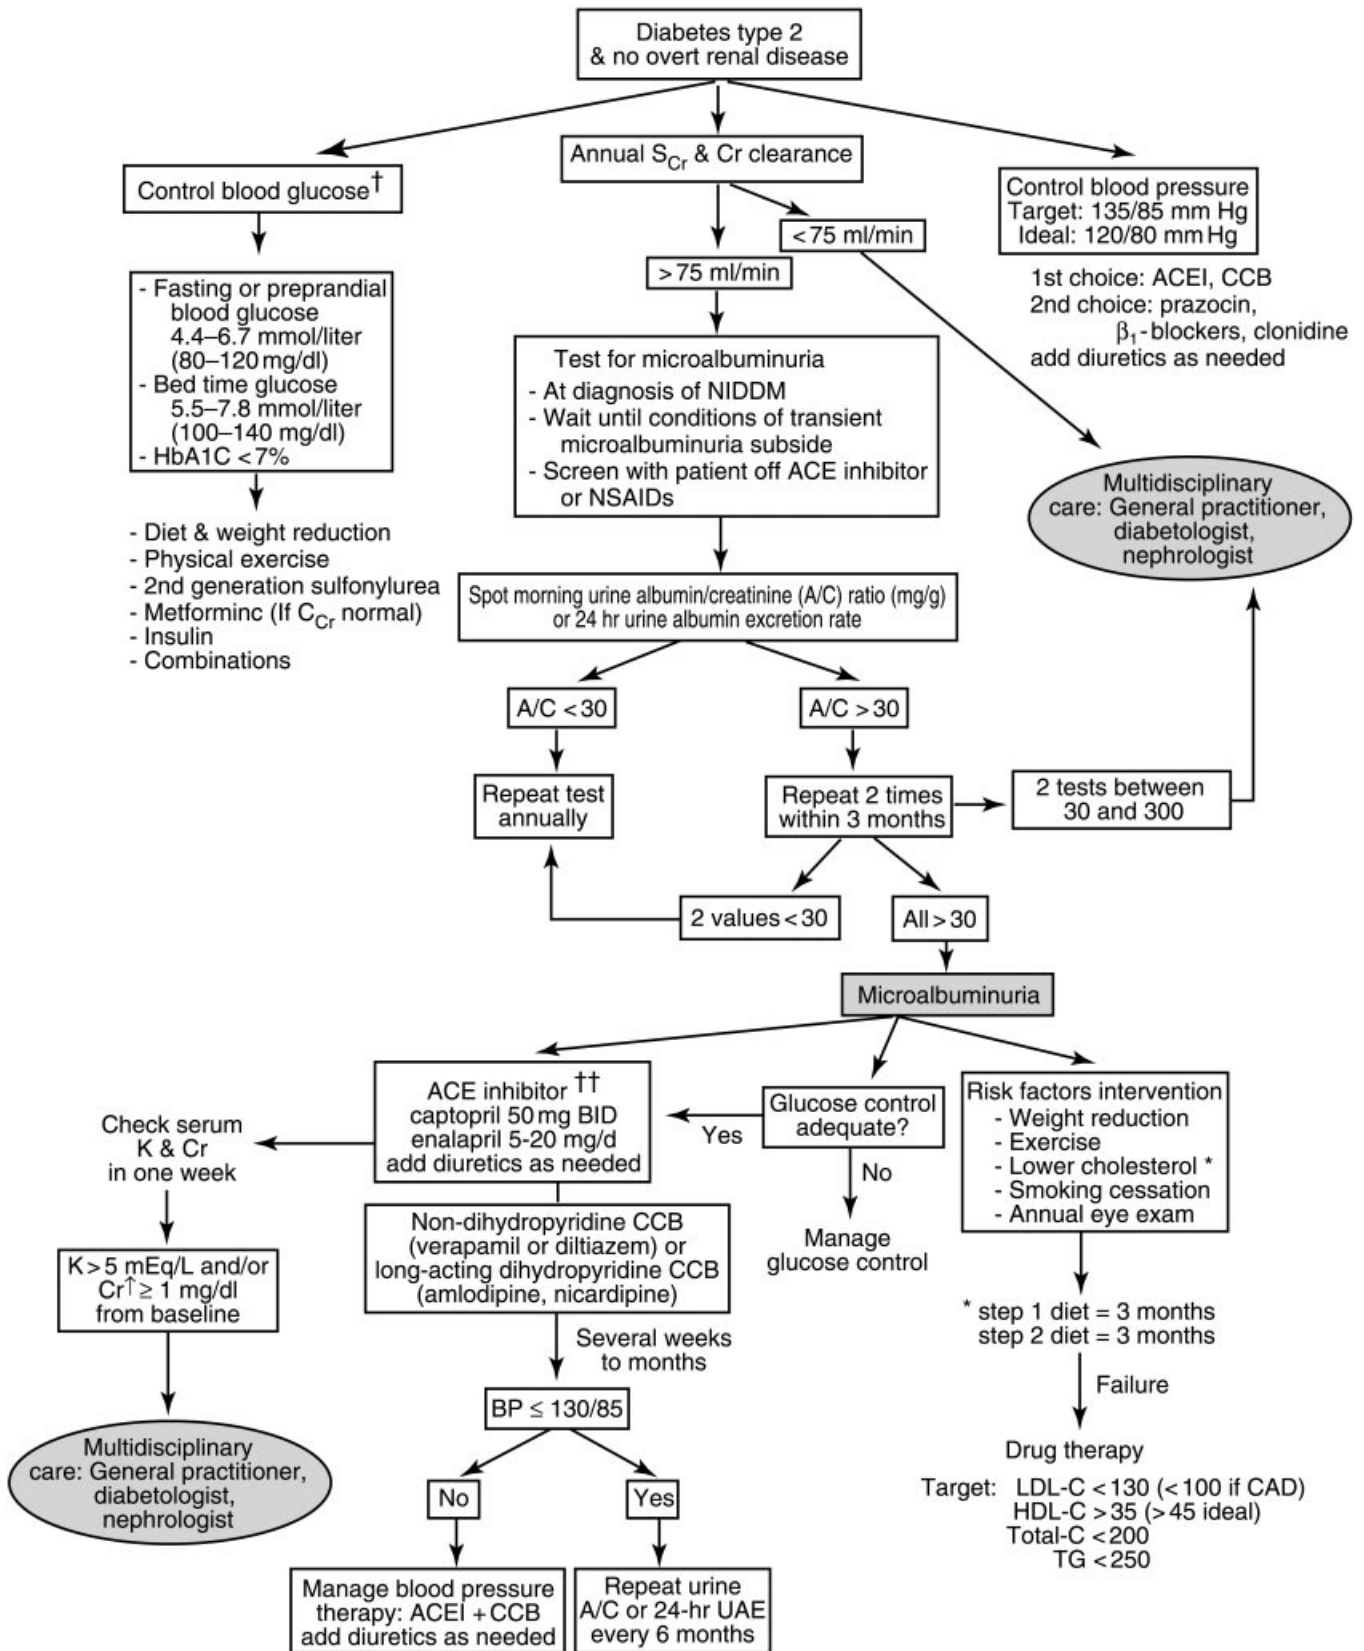 Diabetes type 2
& no overt renal disease
Control blood glucose†
- Fasting or preprandial
blood glucose
4.4–6.7 mmol/liter
(80–120 mg/dl)
- Bed time glucose
5.5–7.8 mmol/liter
(100–140 mg/dl)
- HbA1C <7%
- Diet & weight reduction
- Physical exercise
- 2nd generation sulfonylurea
- Metforminc (If CCr normal)
- Insulin
- Combinations
Annual SCr & Cr clearance
<75 ml/min
>75 ml/min
Control blood pressure
Target: 135/85 mm Hg
Ideal: 120/80 mm Hg
1st choice: ACEI, CCB
2nd choice: prazocin,
β1-blockers, clonidine
add diuretics as needed
Test for microalbuminuria
- At diagnosis of NIDDM
- Wait until conditions of transient
microalbuminuria subside
- Screen with patient off ACE inhibitor
or NSAIDs
Multidisciplinary
care: General practitioner,
diabetologist,
nephrologist
Spot morning urine albumin/creatinine (A/C) ratio (mg/g)
or 24 hr urine albumin excretion rate
A/C <30
A/C >30
Repeat test
annually
Repeat 2 times
within 3 months
2 tests between
30 and 300
2 values <30
All >30
Microalbuminuria
ACE inhibitor ††
captopril 50 mg BID
enalapril 5-20 mg/d
add diuretics as needed
Glucose control
adequate?
Yes
No
Manage
glucose control
Risk factors intervention
- Weight reduction
- Exercise
- Lower cholesterol *
- Smoking cessation
- Annual eye exam
Check serum
K & Cr
in one week
K >5 mEq/L and/or
Cr↑ ≥ 1 mg/dl
from baseline
Multidisciplinary
care: General practitioner,
diabetologist,
nephrologist
Non-dihydropyridine CCB
(verapamil or diltiazem) or
long-acting dihydropyridine CCB
(amlodipine, nicardipine)
Several weeks
to months
BP ≤ 130/85
No
Yes
Manage blood pressure
therapy: ACEI + CCB
add diuretics as needed
Repeat urine
A/C or 24-hr UAE
every 6 months
* step 1 diet = 3 months
step 2 diet = 3 months
Failure
Drug therapy
Target: LDL-C <130 (<100 if CAD)
HDL-C >35 (>45 ideal)
Total-C <200
TG <250